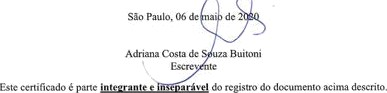 São Paulo, 06 de maio de 2020
Adriana Costa de Souza Buitoni
Escrevente
Este certificado é parte integrante e inseparável do registro do documento acima descrito.